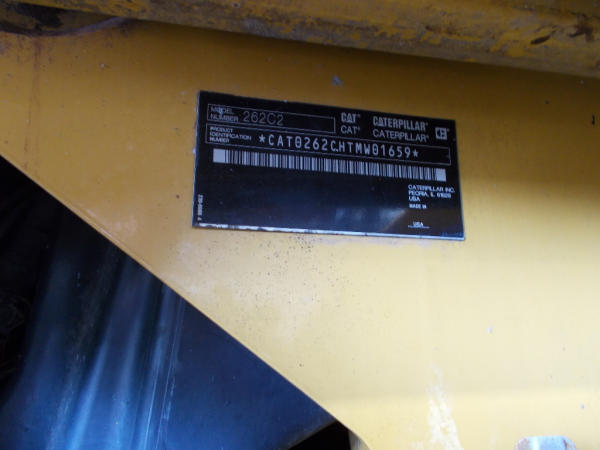 MODEL NUMBER 262C2
CAT CATERPILLAR
CAT CATERPILLAR
PRODUCT IDENTIFICATION NUMBER
*CAT0262CHTMW01659*
CATERPILLAR INC.
PEORIA, IL 61629
USA
MADE IN
USA